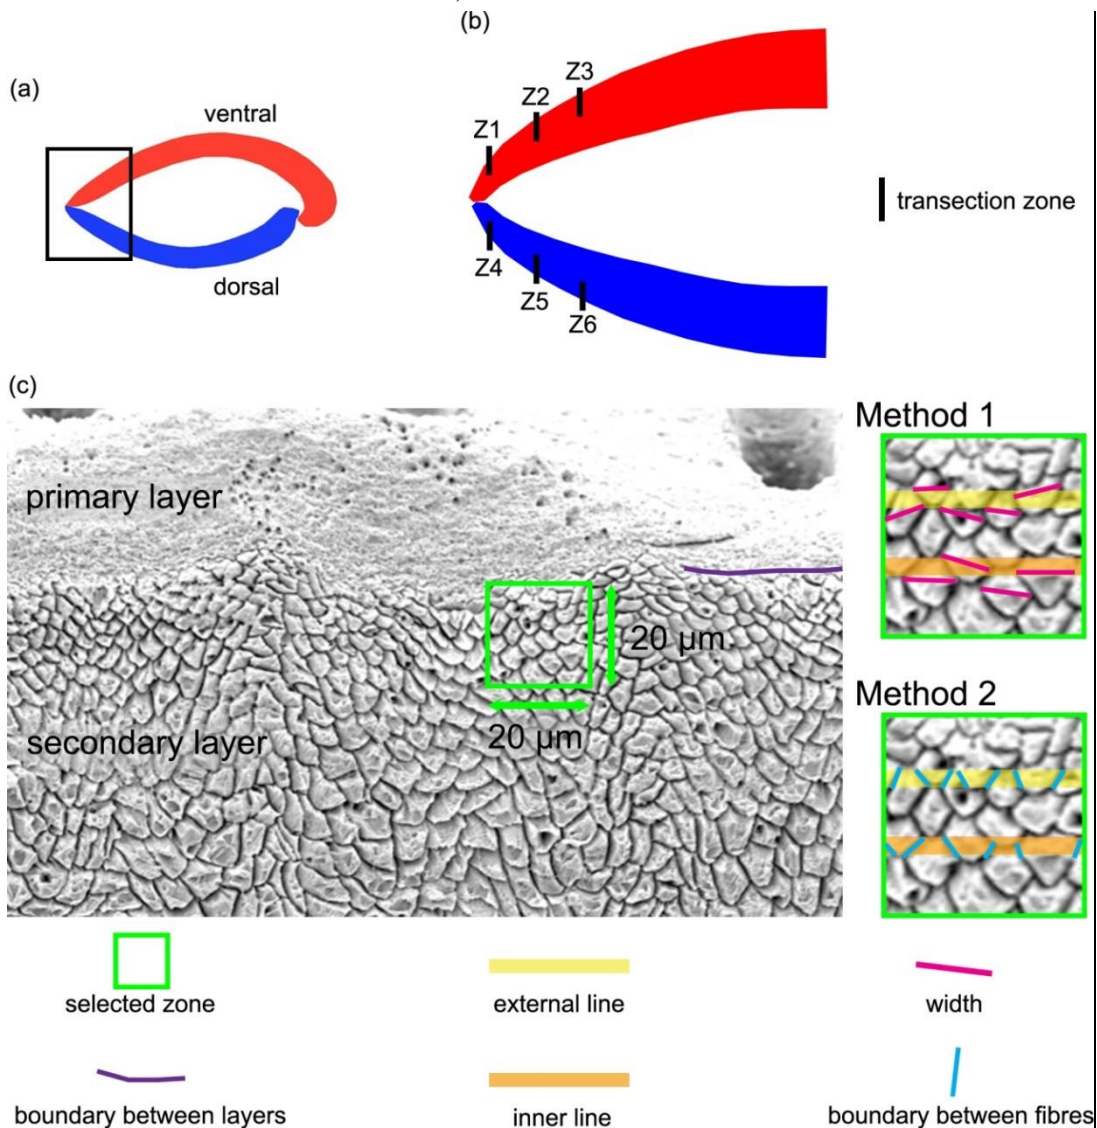 (a)
ventral
dorsal
(b)
Z1
Z2
Z3
Z4
Z5
Z6
transection zone
(c)
primary layer
secondary layer
20 µm
20 µm
Method 1
Method 2
selected zone
external line
width
boundary between layers
inner line
boundary between fibres